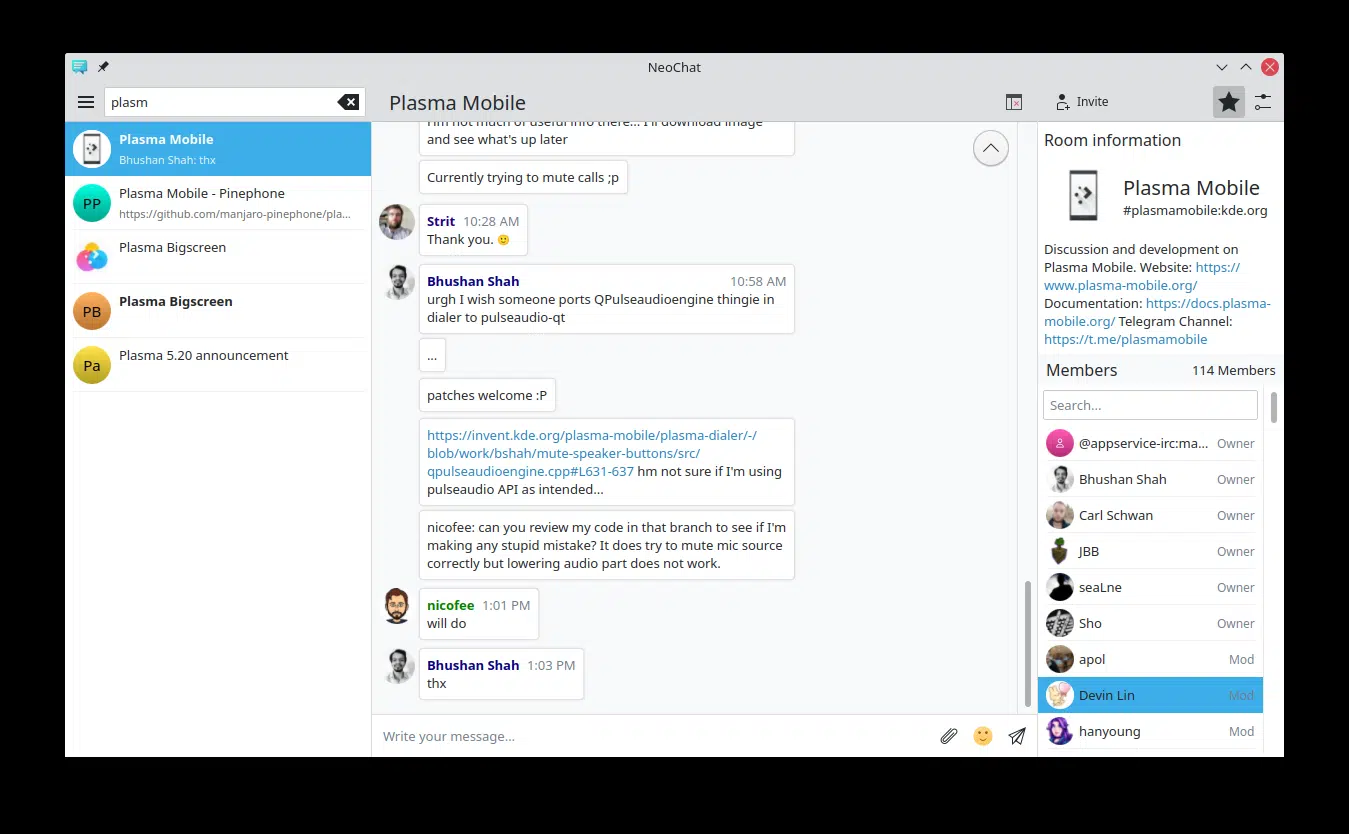 NeoChat
plasm
Plasma Mobile
Invite
Plasma Mobile
Bhushan Shah: thx
PP
Plasma Mobile - Pinephone
https://github.com/manjaro-pinephone/pla...
Plasma Bigscreen
PB
Plasma Bigscreen
Pa
Plasma 5.20 announcement
I'm not much of useful info there... I'll download image
and see what's up later
Currently trying to mute calls ;p
Strit 10:28 AM
Thank you. 🙂
Bhushan Shah 10:58 AM
urgh I wish someone ports QPulseaudioengine thingie in
dialer to pulseaudio-qt
...
patches welcome :P
https://invent.kde.org/plasma-mobile/plasma-dialer/-/
blob/work/bshah/mute-speaker-buttons/src/
qpulseaudioengine.cpp#L631-637 hm not sure if I'm using
pulseaudio API as intended...
nicofee: can you review my code in that branch to see if I'm
making any stupid mistake? It does try to mute mic source
correctly but lowering audio part does not work.
nicofee 1:01 PM
will do
Bhushan Shah 1:03 PM
thx
Write your message...
Room information
Plasma Mobile
#plasmamobile:kde.org
Discussion and development on
Plasma Mobile. Website: https://
www.plasma-mobile.org/
Documentation: https://docs.plasma-
mobile.org/ Telegram Channel:
https://t.me/plasmamobile
Members 114 Members
Search...
@appservice-irc:ma... Owner
Bhushan Shah Owner
Carl Schwan Owner
JBB Owner
seaLne Owner
Sho Owner
apol Mod
Devin Lin Mod
hanyoung Mod